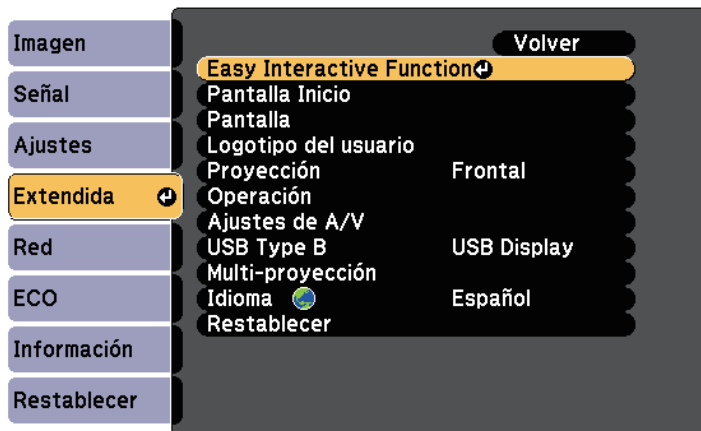 Imagen
Señal
Ajustes
Extendida
Red
ECO
Información
Restablecer
Volver
Easy Interactive Function
Pantalla Inicio
Pantalla
Logotipo del usuario
Proyección Frontal
Operación
Ajustes de A/V
USB Type B USB Display
Multi-proyección
Idioma Español
Restablecer